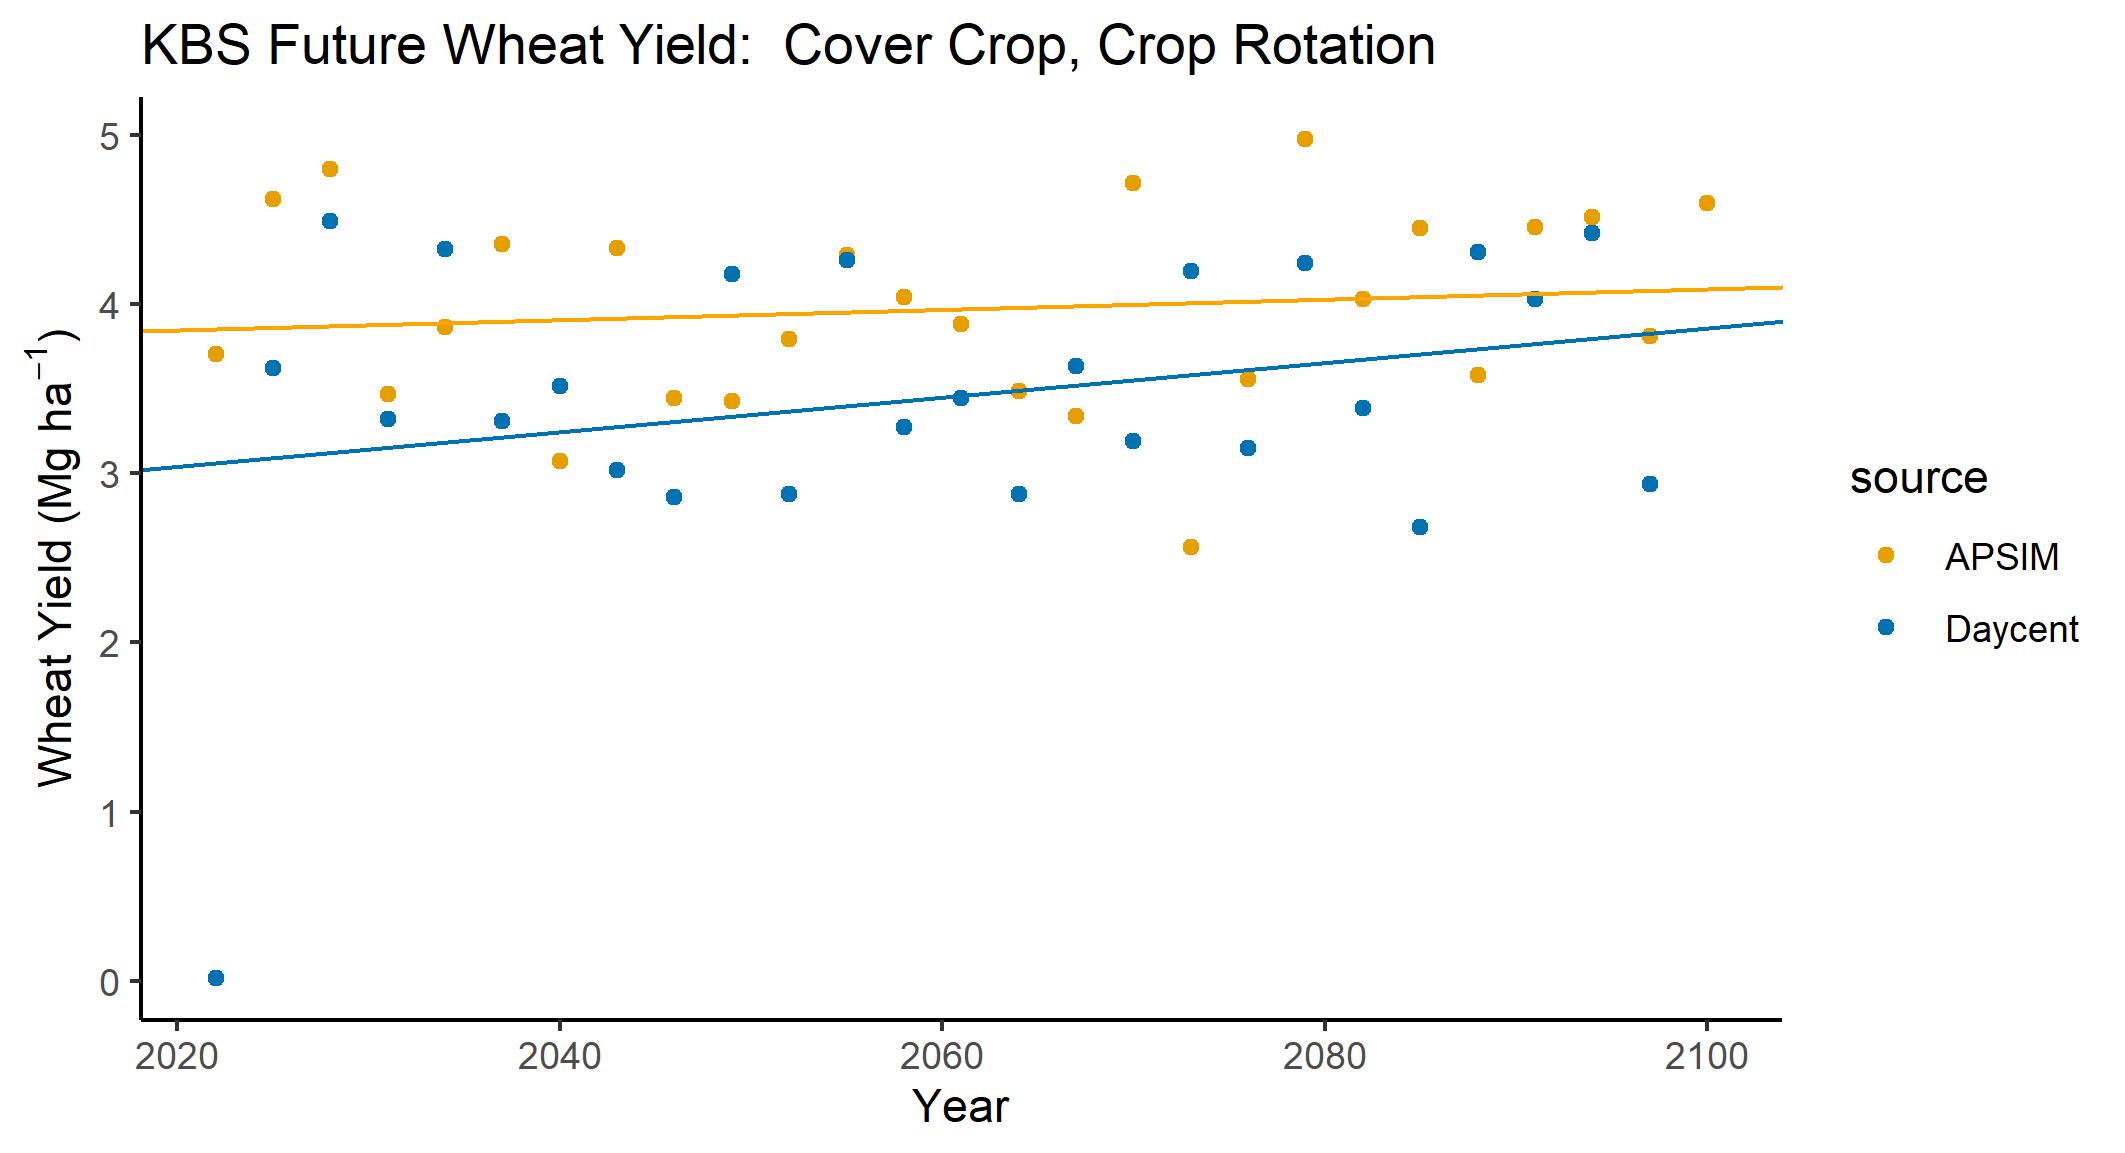 KBS Future Wheat Yield:  Cover Crop, Crop Rotation
Wheat Yield (Mg ha⁻¹)
5
4
3
2
1
0
2020 2040 2060 2080 2100
Year
source
APSIM
Daycent